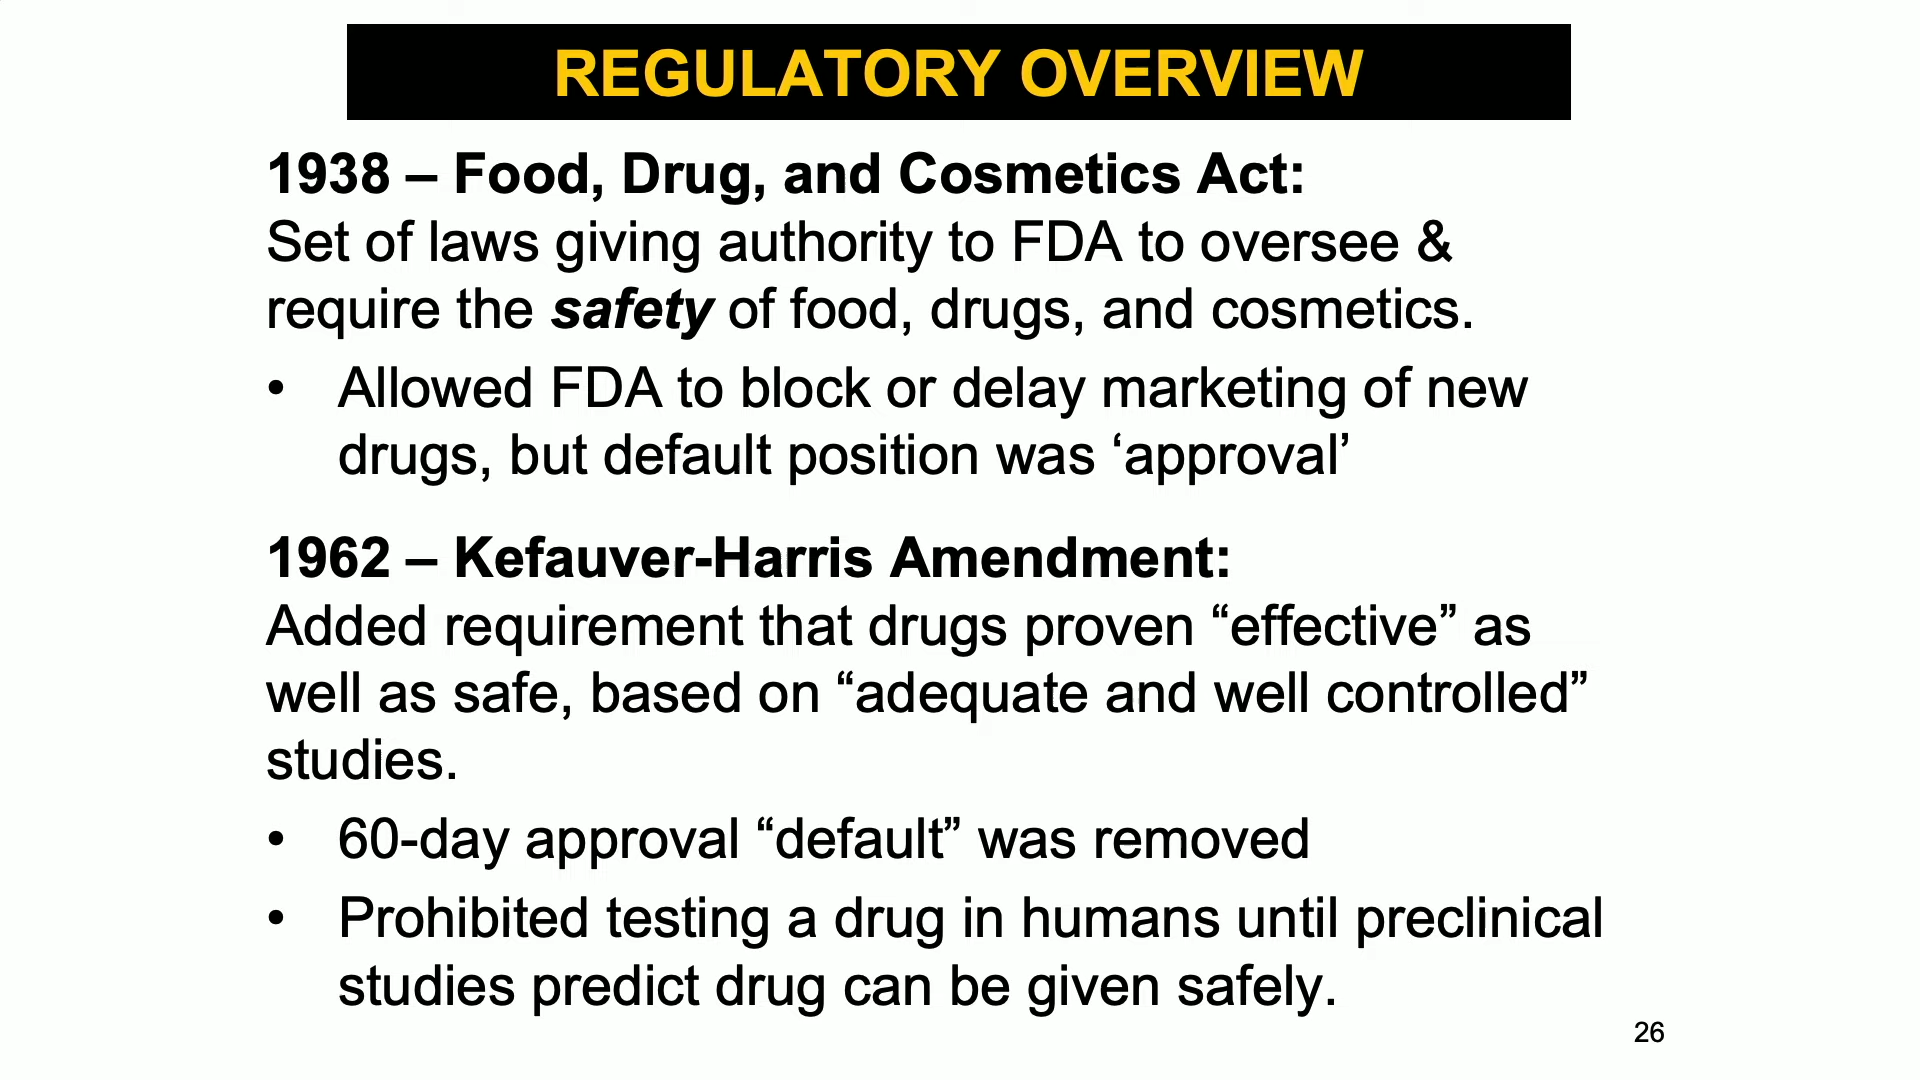 REGULATORY OVERVIEW
1938 – Food, Drug, and Cosmetics Act:
Set of laws giving authority to FDA to oversee &
require the safety of food, drugs, and cosmetics.
• Allowed FDA to block or delay marketing of new
drugs, but default position was ‘approval’
1962 – Kefauver-Harris Amendment:
Added requirement that drugs proven “effective” as
well as safe, based on “adequate and well controlled”
studies.
• 60-day approval “default” was removed
• Prohibited testing a drug in humans until preclinical
studies predict drug can be given safely.
26